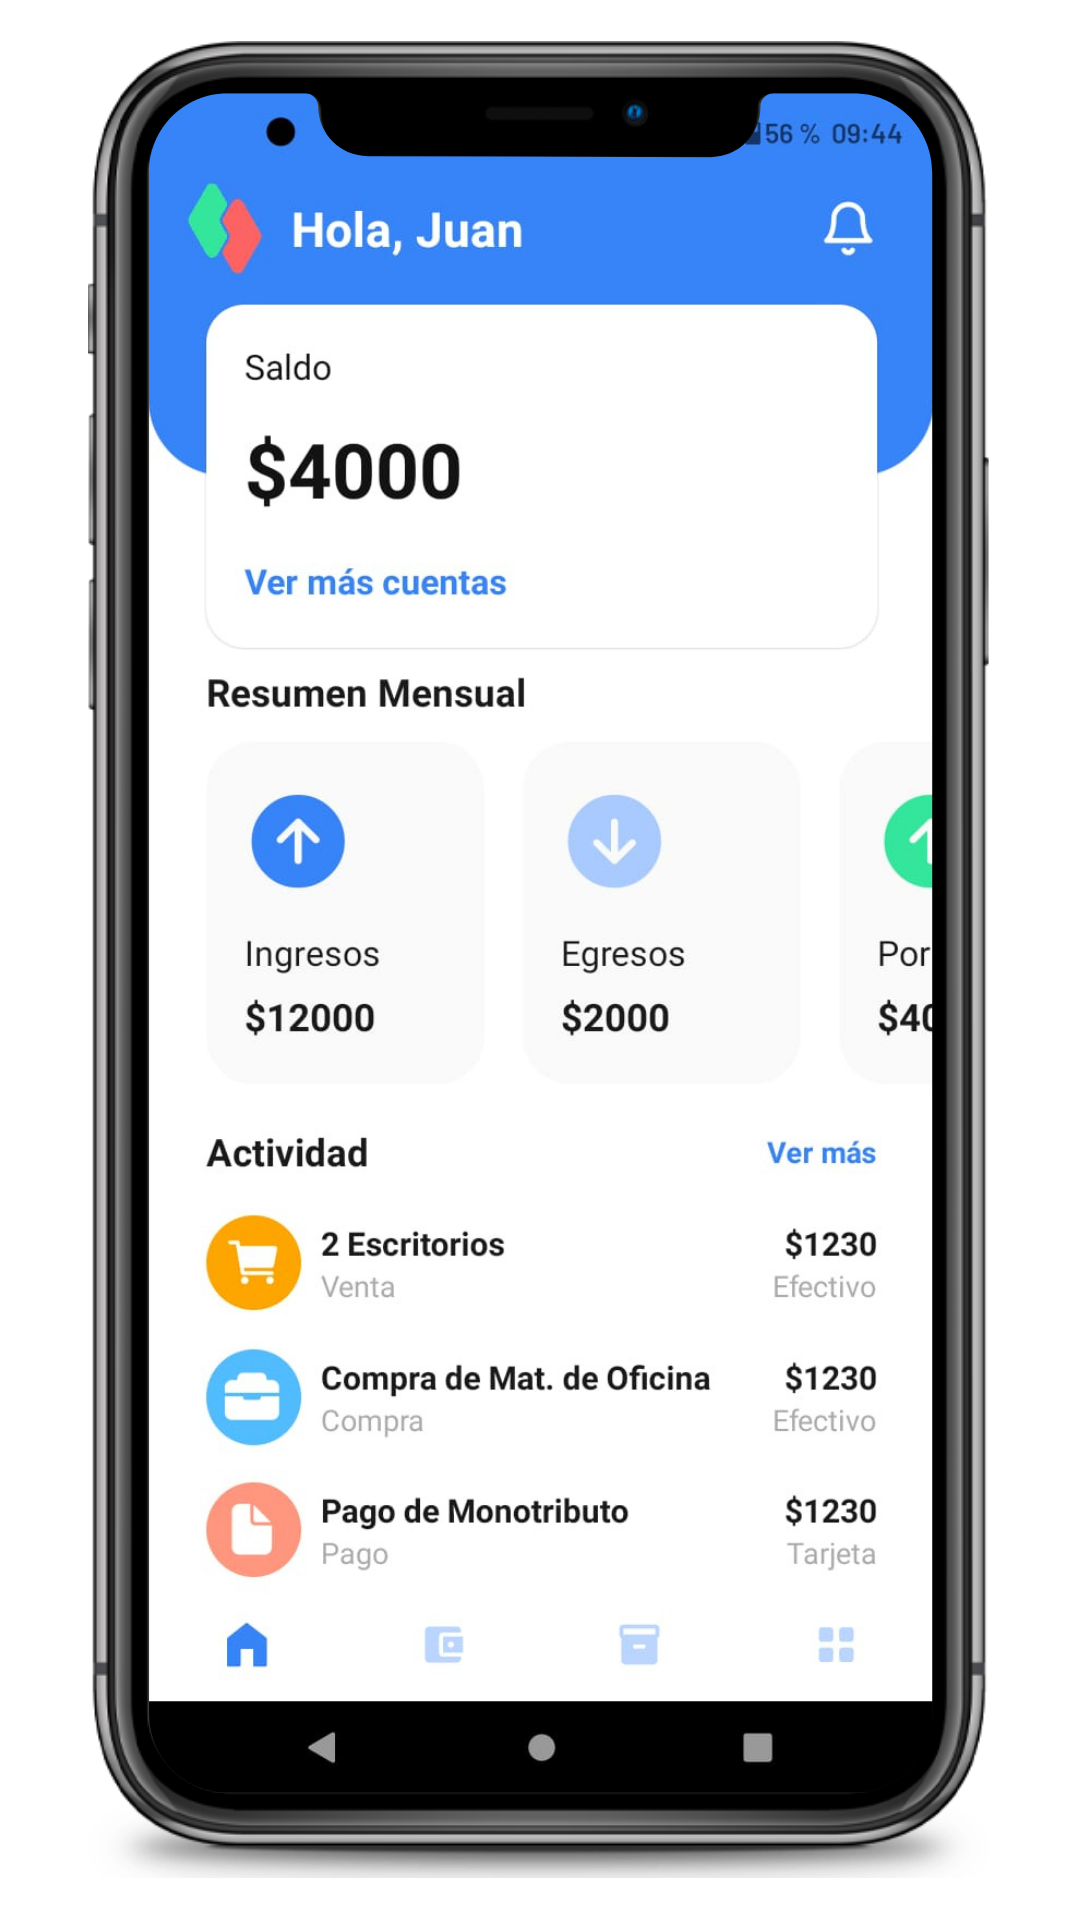 56 % 09:44
Hola, Juan
Saldo
$4000
Ver más cuentas
Resumen Mensual
Ingresos
$12000
Egresos
$2000
Por
Actividad
Ver más
2 Escritorios
$1230
Venta
Efectivo
Compra de Mat. de Oficina
$1230
Compra
Efectivo
Pago de Monotributo
$1230
Pago
Tarjeta